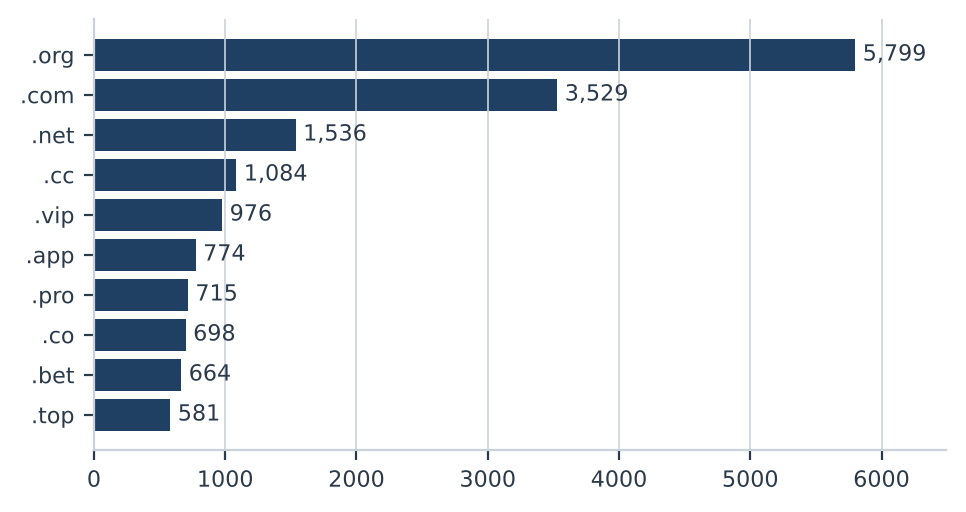 .org 5,799
.com 3,529
.net 1,536
.cc 1,084
.vip 976
.app 774
.pro 715
.co 698
.bet 664
.top 581
0 1000 2000 3000 4000 5000 6000